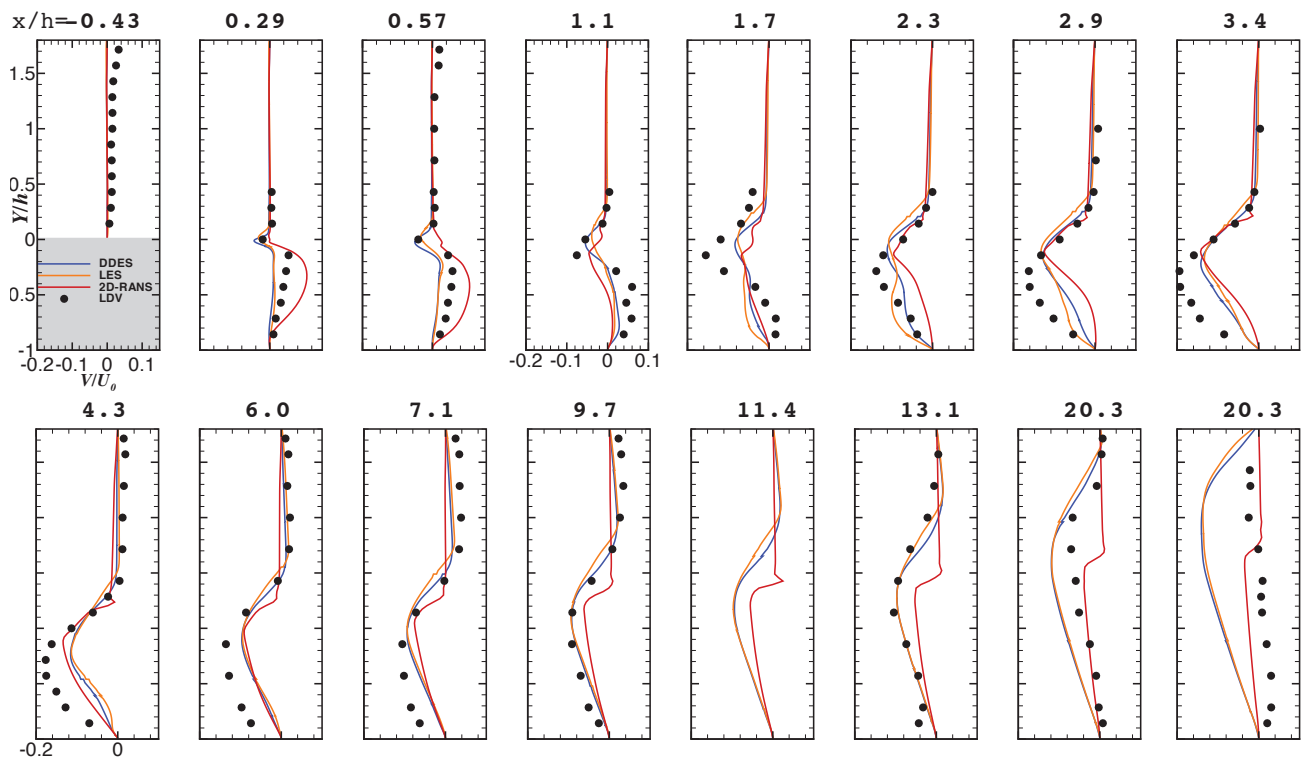 x/h=-0.43 0.29 0.57 1.1 1.7 2.3 2.9 3.4
1.5
1
0.5
Y/h
0
DDES
LES
2D-RANS
LDV
0.5
-1
-0.2 -0.1 0 0.1
V/U₀
-0.2 -0.1 0 0.1
4.3 6.0 7.1 9.7 11.4 13.1 20.3 20.3
-0.2 0